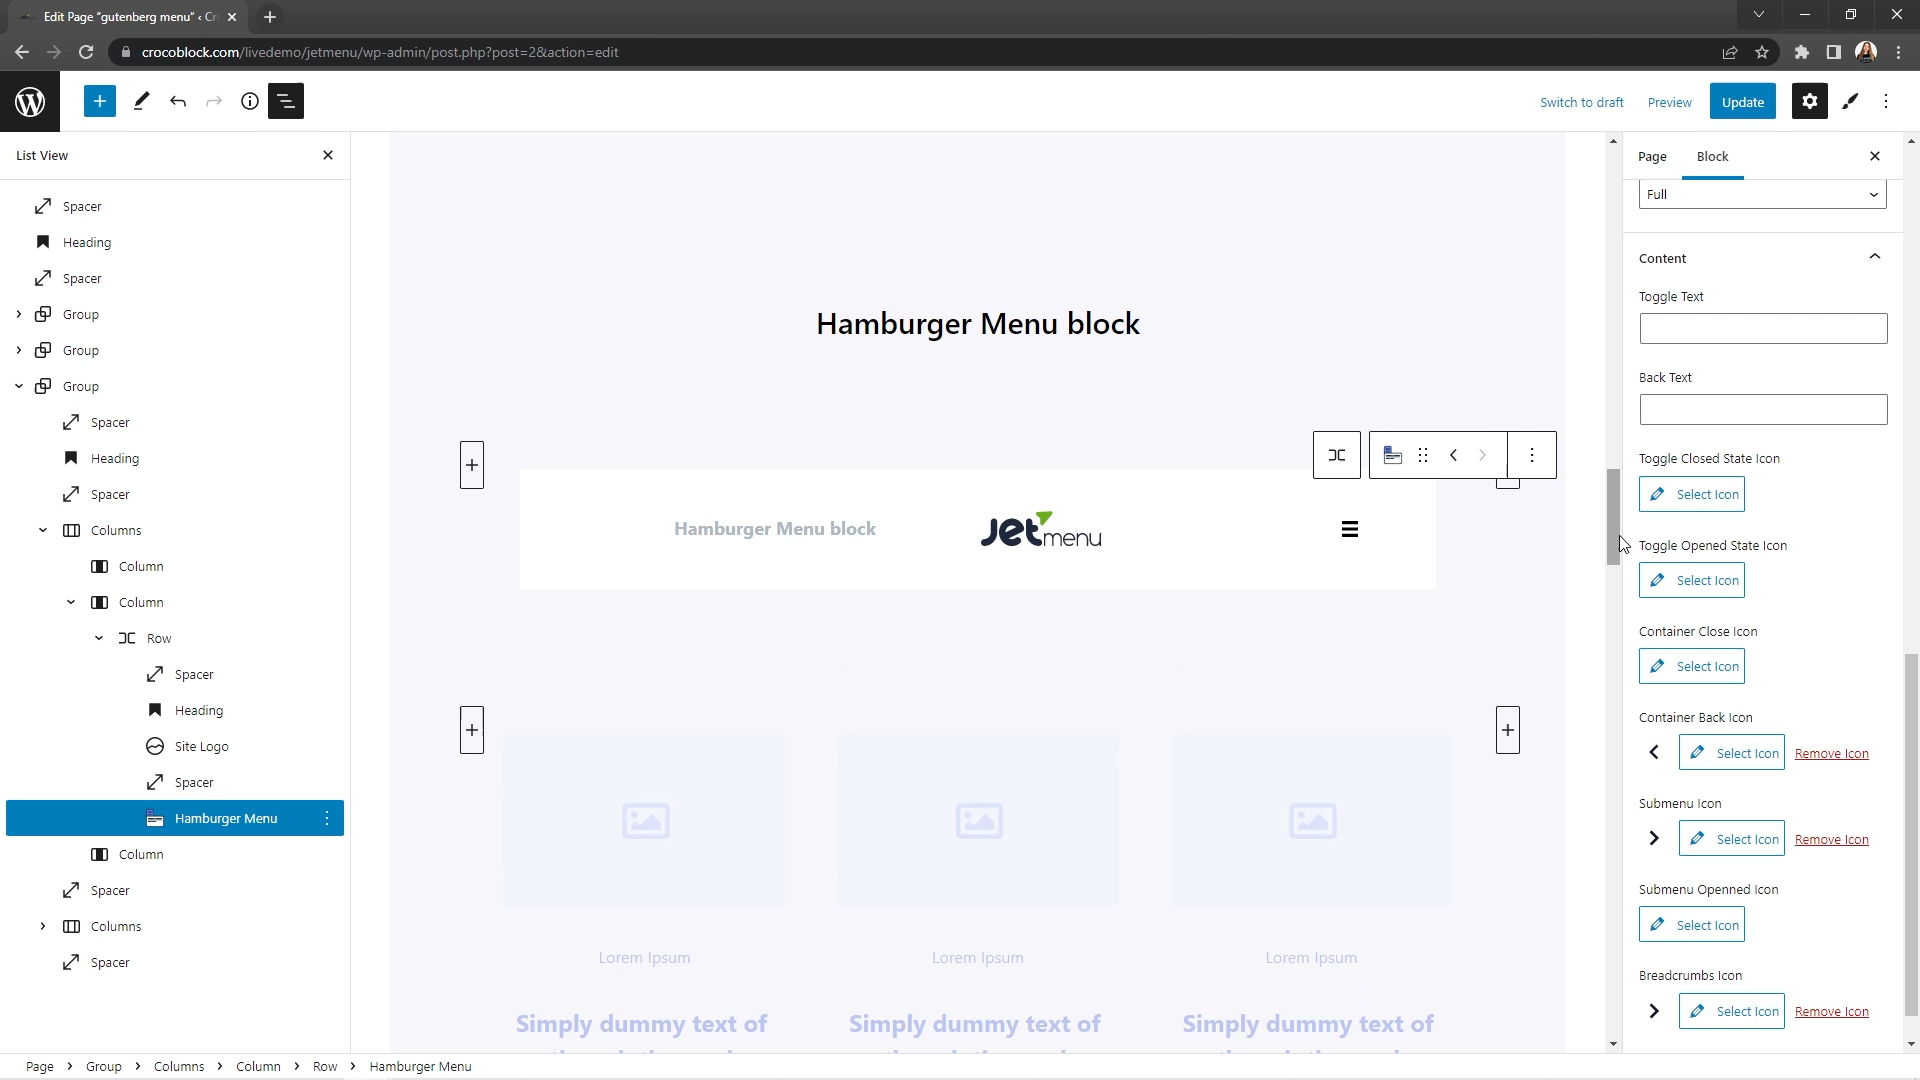 Edit Page "gutenberg menu" ‹ Cr
crocoblock.com/livedemo/jetmenu/wp-admin/post.php?post=2&action=edit
Switch to draft
Preview
Update
List View
Spacer
Heading
Spacer
Group
Group
Group
Spacer
Heading
Spacer
Columns
Column
Column
Row
Spacer
Heading
Site Logo
Spacer
Hamburger Menu
Column
Spacer
Columns
Spacer
Hamburger Menu block
Hamburger Menu block
Jetmenu
Lorem Ipsum
Lorem Ipsum
Lorem Ipsum
Simply dummy text of
Simply dummy text of
Simply dummy text of
Page
Block
Full
Content
Toggle Text
Back Text
Toggle Closed State Icon
Select Icon
Toggle Opened State Icon
Select Icon
Container Close Icon
Select Icon
Container Back Icon
Select Icon Remove Icon
Submenu Icon
Select Icon Remove Icon
Submenu Openned Icon
Select Icon
Breadcrumbs Icon
Select Icon Remove Icon
Page > Group > Columns > Column > Row > Hamburger Menu